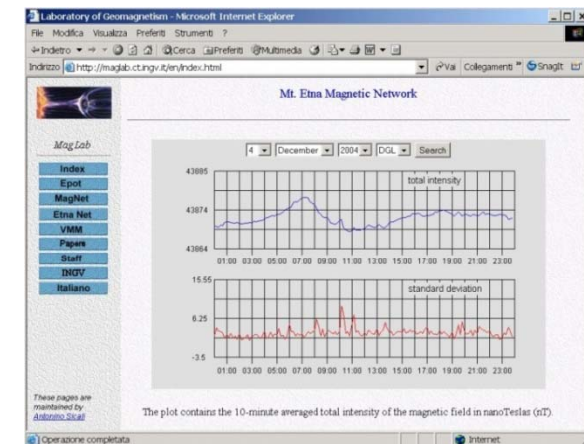 Laboratory of Geomagnetism - Microsoft Internet Explorer
File Modifica Visualizza Preferiti Strumenti ?
Indietro Cerca Preferiti Multimedia
Indirizzo http://maglab.ct.ingv.it/en/index.html Vai Collegamenti » SnagIt
Mt. Etna Magnetic Network
MagLab
Index
Epot
MagNet
Etna Net
VMM
Papers
Staff
INGV
Italiano
4 December 2004 DGL Search
43885
total intensity
43874
43864
01:00 03:00 05:00 07:00 09:00 11:00 13:00 15:00 17:00 19:00 21:00 23:00
15.55
standard deviation
6.25
-3.5
01:00 03:00 05:00 07:00 09:00 11:00 13:00 15:00 17:00 19:00 21:00 23:00
These pages are
maintained by
Antonino Sicali
The plot contains the 10-minute averaged total intensity of the magnetic field in nanoTeslas (nT).
Operazione completata Internet